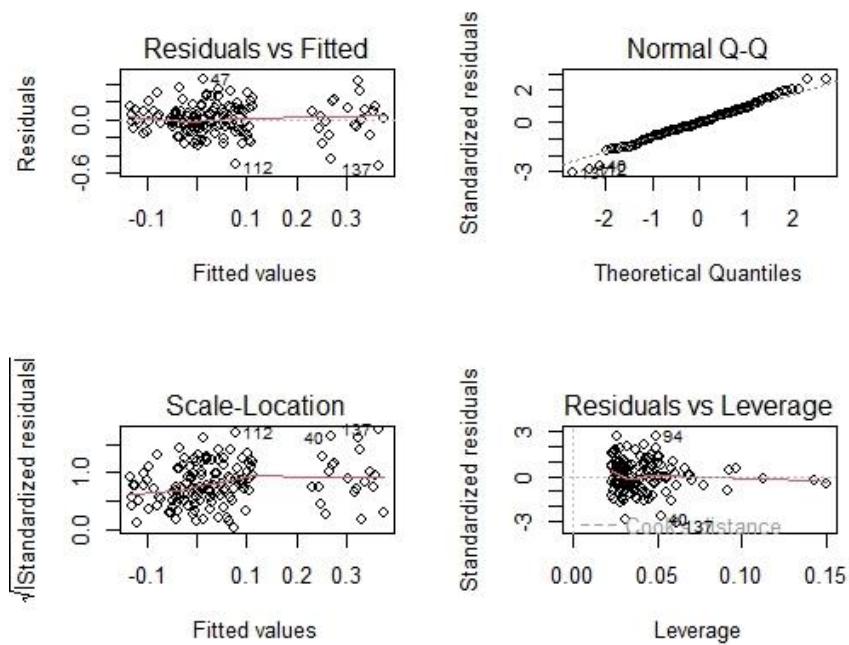 Residuals vs Fitted
Residuals
0.0
-0.6
47
112
137
-0.1
0.1
0.2
0.3
Fitted values
Normal Q-Q
Standardized residuals
2
0
-3
-2
-1
0
1
2
Theoretical Quantiles
Scale-Location
√|Standardized residuals|
1.0
0.0
112
40
137
-0.1
0.1
0.2
0.3
Fitted values
Residuals vs Leverage
Standardized residuals
3
0
-3
94
40
137
Cook's distance
0.00
0.05
0.10
0.15
Leverage